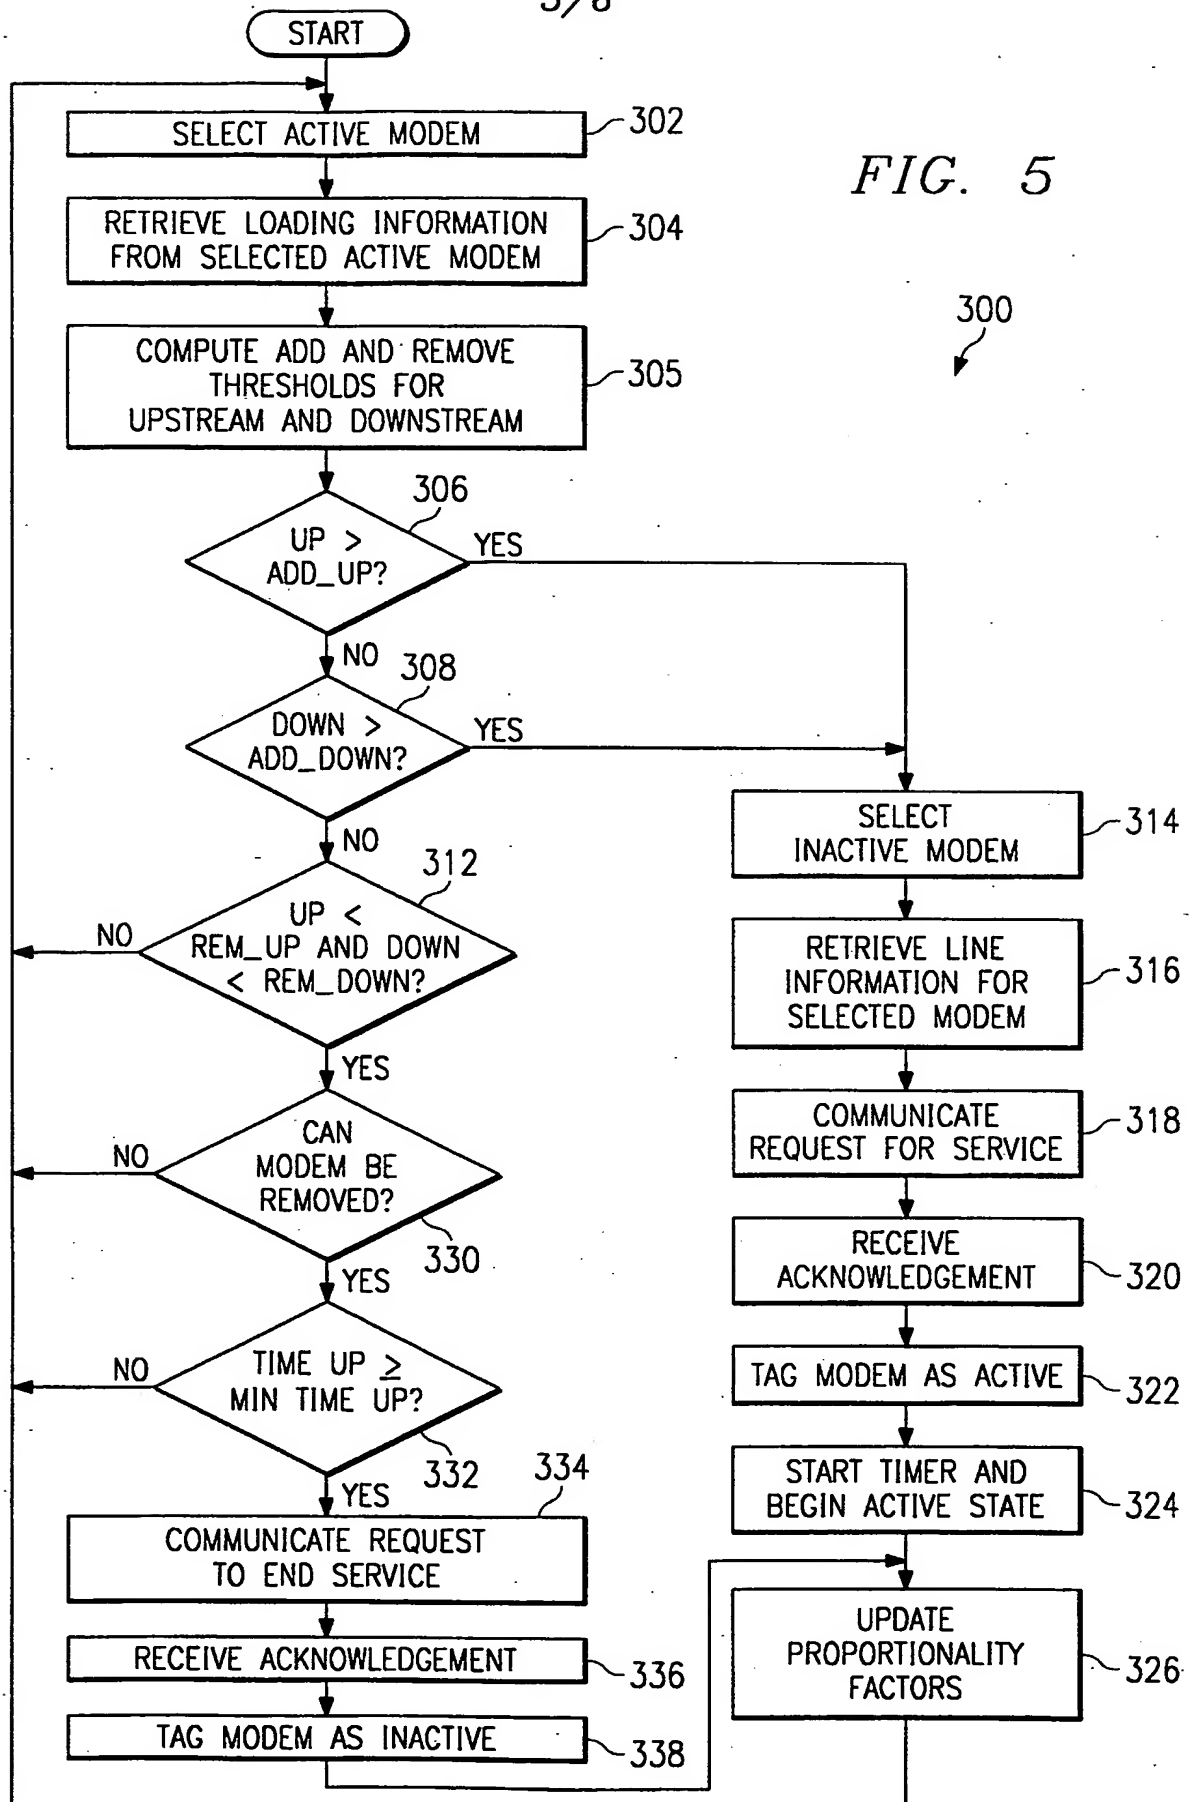 START
SELECT ACTIVE MODEM
302
FIG. 5
RETRIEVE LOADING INFORMATION
FROM SELECTED ACTIVE MODEM
304
300
COMPUTE ADD AND REMOVE
THRESHOLDS FOR
UPSTREAM AND DOWNSTREAM
305
306
UP >
ADD_UP?
YES
NO
308
DOWN >
ADD_DOWN?
YES
NO
312
UP <
REM_UP AND DOWN
< REM_DOWN?
NO
YES
CAN
MODEM BE
REMOVED?
NO
330
YES
TIME UP ≥
MIN TIME UP?
NO
332
YES
334
COMMUNICATE REQUEST
TO END SERVICE
RECEIVE ACKNOWLEDGEMENT
336
TAG MODEM AS INACTIVE
338
SELECT
INACTIVE MODEM
314
RETRIEVE LINE
INFORMATION FOR
SELECTED MODEM
316
COMMUNICATE
REQUEST FOR SERVICE
318
RECEIVE
ACKNOWLEDGEMENT
320
TAG MODEM AS ACTIVE
322
START TIMER AND
BEGIN ACTIVE STATE
324
UPDATE
PROPORTIONALITY
FACTORS
326